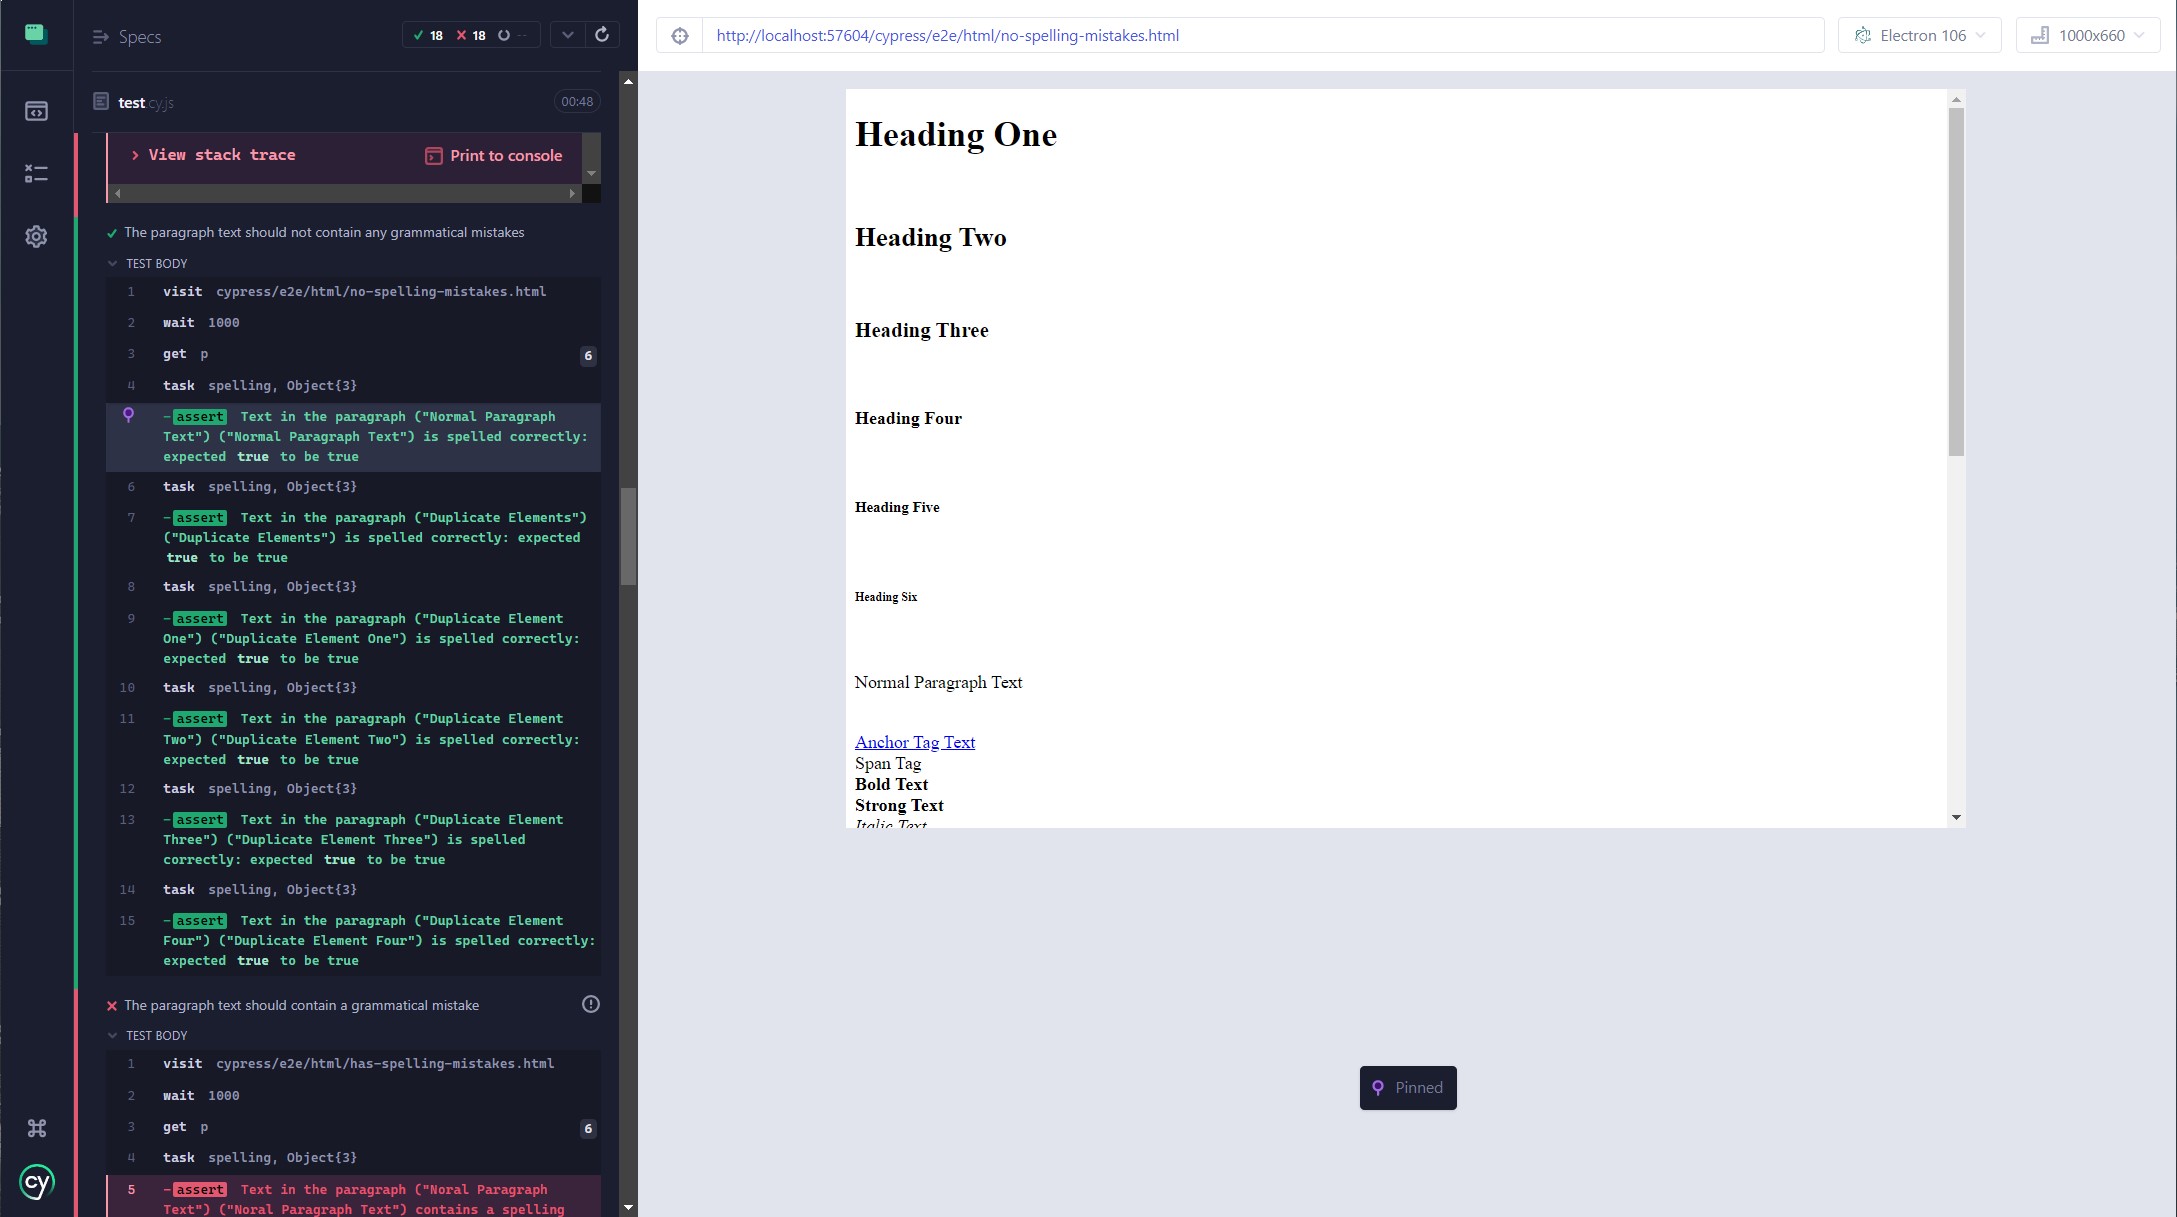 Specs
18 18 --
test.cy.js
00:48
View stack trace
Print to console
The paragraph text should not contain any grammatical mistakes
TEST BODY
1 visit cypress/e2e/html/no-spelling-mistakes.html
2 wait 1000
3 get p 6
4 task spelling, Object{3}
-assert Text in the paragraph ("Normal Paragraph
Text") ("Normal Paragraph Text") is spelled correctly:
expected true to be true
6 task spelling, Object{3}
7 -assert Text in the paragraph ("Duplicate Elements")
("Duplicate Elements") is spelled correctly: expected
true to be true
8 task spelling, Object{3}
9 -assert Text in the paragraph ("Duplicate Element
One") ("Duplicate Element One") is spelled correctly:
expected true to be true
10 task spelling, Object{3}
11 -assert Text in the paragraph ("Duplicate Element
Two") ("Duplicate Element Two") is spelled correctly:
expected true to be true
12 task spelling, Object{3}
13 -assert Text in the paragraph ("Duplicate Element
Three") ("Duplicate Element Three") is spelled
correctly: expected true to be true
14 task spelling, Object{3}
15 -assert Text in the paragraph ("Duplicate Element
Four") ("Duplicate Element Four") is spelled correctly:
expected true to be true
The paragraph text should contain a grammatical mistake
TEST BODY
1 visit cypress/e2e/html/has-spelling-mistakes.html
2 wait 1000
3 get p 6
4 task spelling, Object{3}
5 -assert Text in the paragraph ("Noral Paragraph
Text") ("Noral Paragraph Text") contains a spelling
cy
http://localhost:57604/cypress/e2e/html/no-spelling-mistakes.html
Electron 106
1000x660
Heading One
Heading Two
Heading Three
Heading Four
Heading Five
Heading Six
Normal Paragraph Text
Anchor Tag Text
Span Tag
Bold Text
Strong Text
Italic Text
Pinned